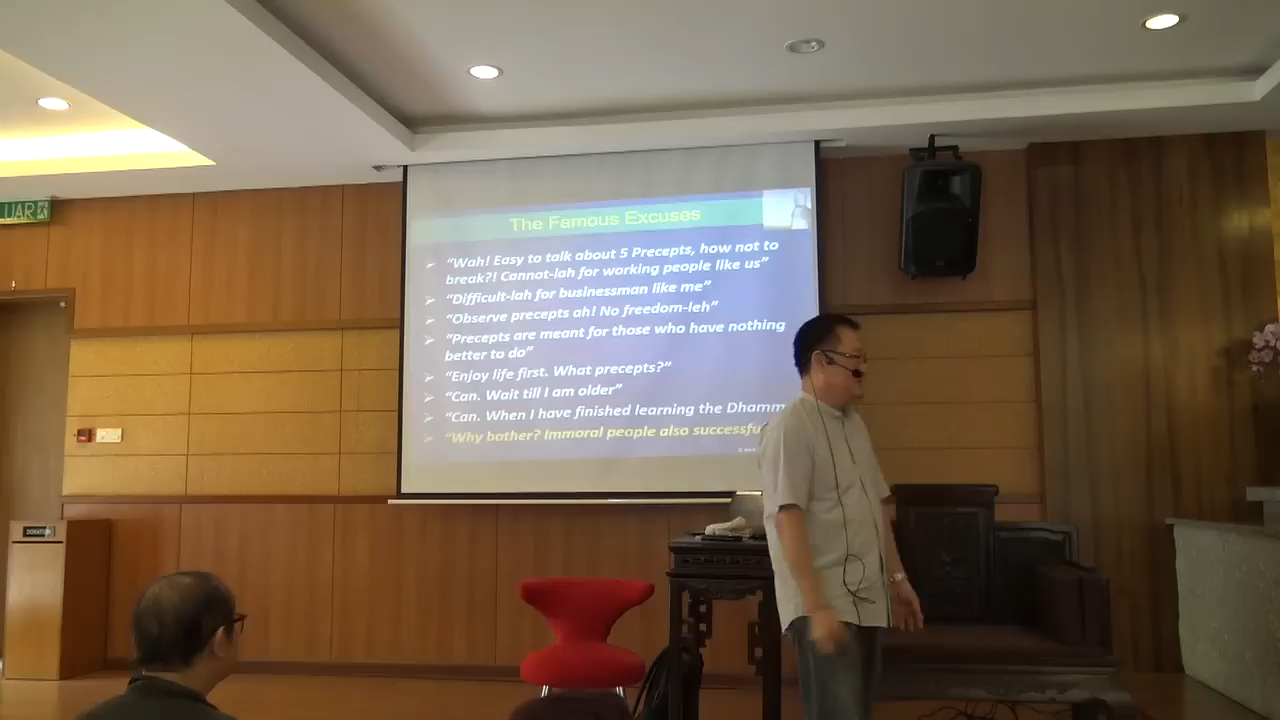 LUAR
The Famous Excuses
"Wah! Easy to talk about 5 Precepts, how not to
break?! Cannot-lah for working people like us"
"Difficult-lah for businessman like me"
"Observe precepts ah! No freedom-leh"
"Precepts are meant for those who have nothing
better to do"
"Enjoy life first. What precepts?"
"Can. Wait till I am older"
"Can. When I have finished learning the Dhamm
"Why bother? Immoral people also successfu
DONATION